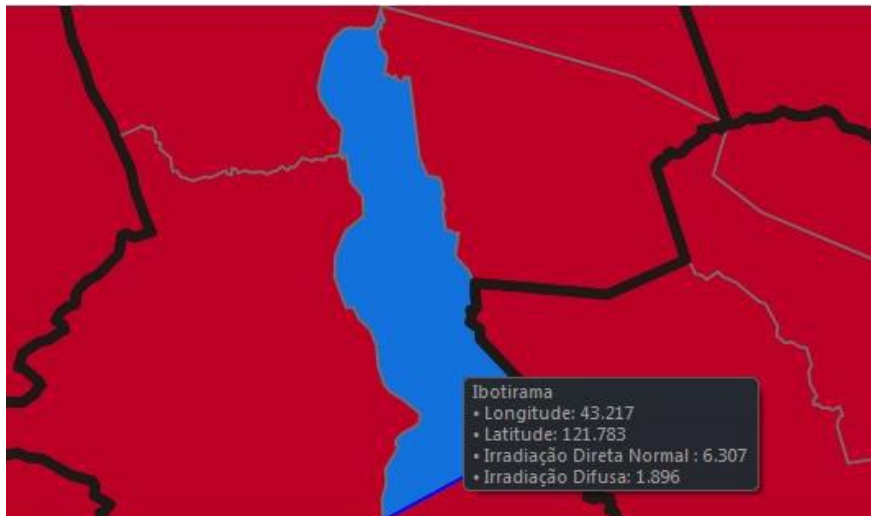 Ibotirama
• Longitude: 43.217
• Latitude: 121.783
• Irradiação Direta Normal : 6.307
• Irradiação Difusa: 1.896